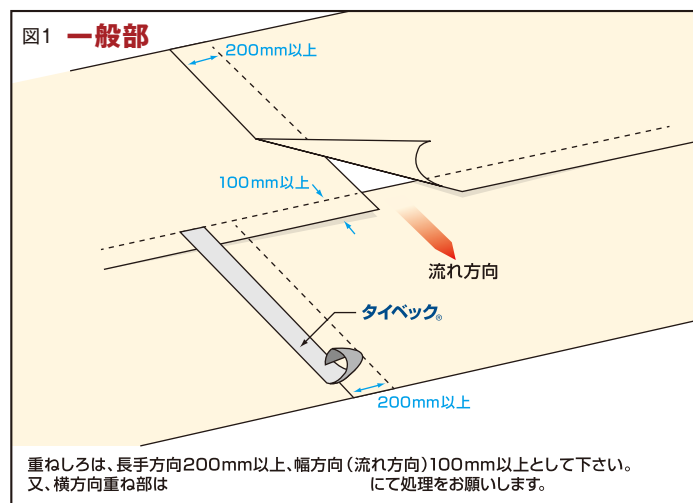 図1 一般部
200mm以上
100mm以上
流れ方向
タイベック®
200mm以上
重ねしろは、長手方向200mm以上、幅方向(流れ方向)100mm以上として下さい。
又、横方向重ね部は にて処理をお願いします。